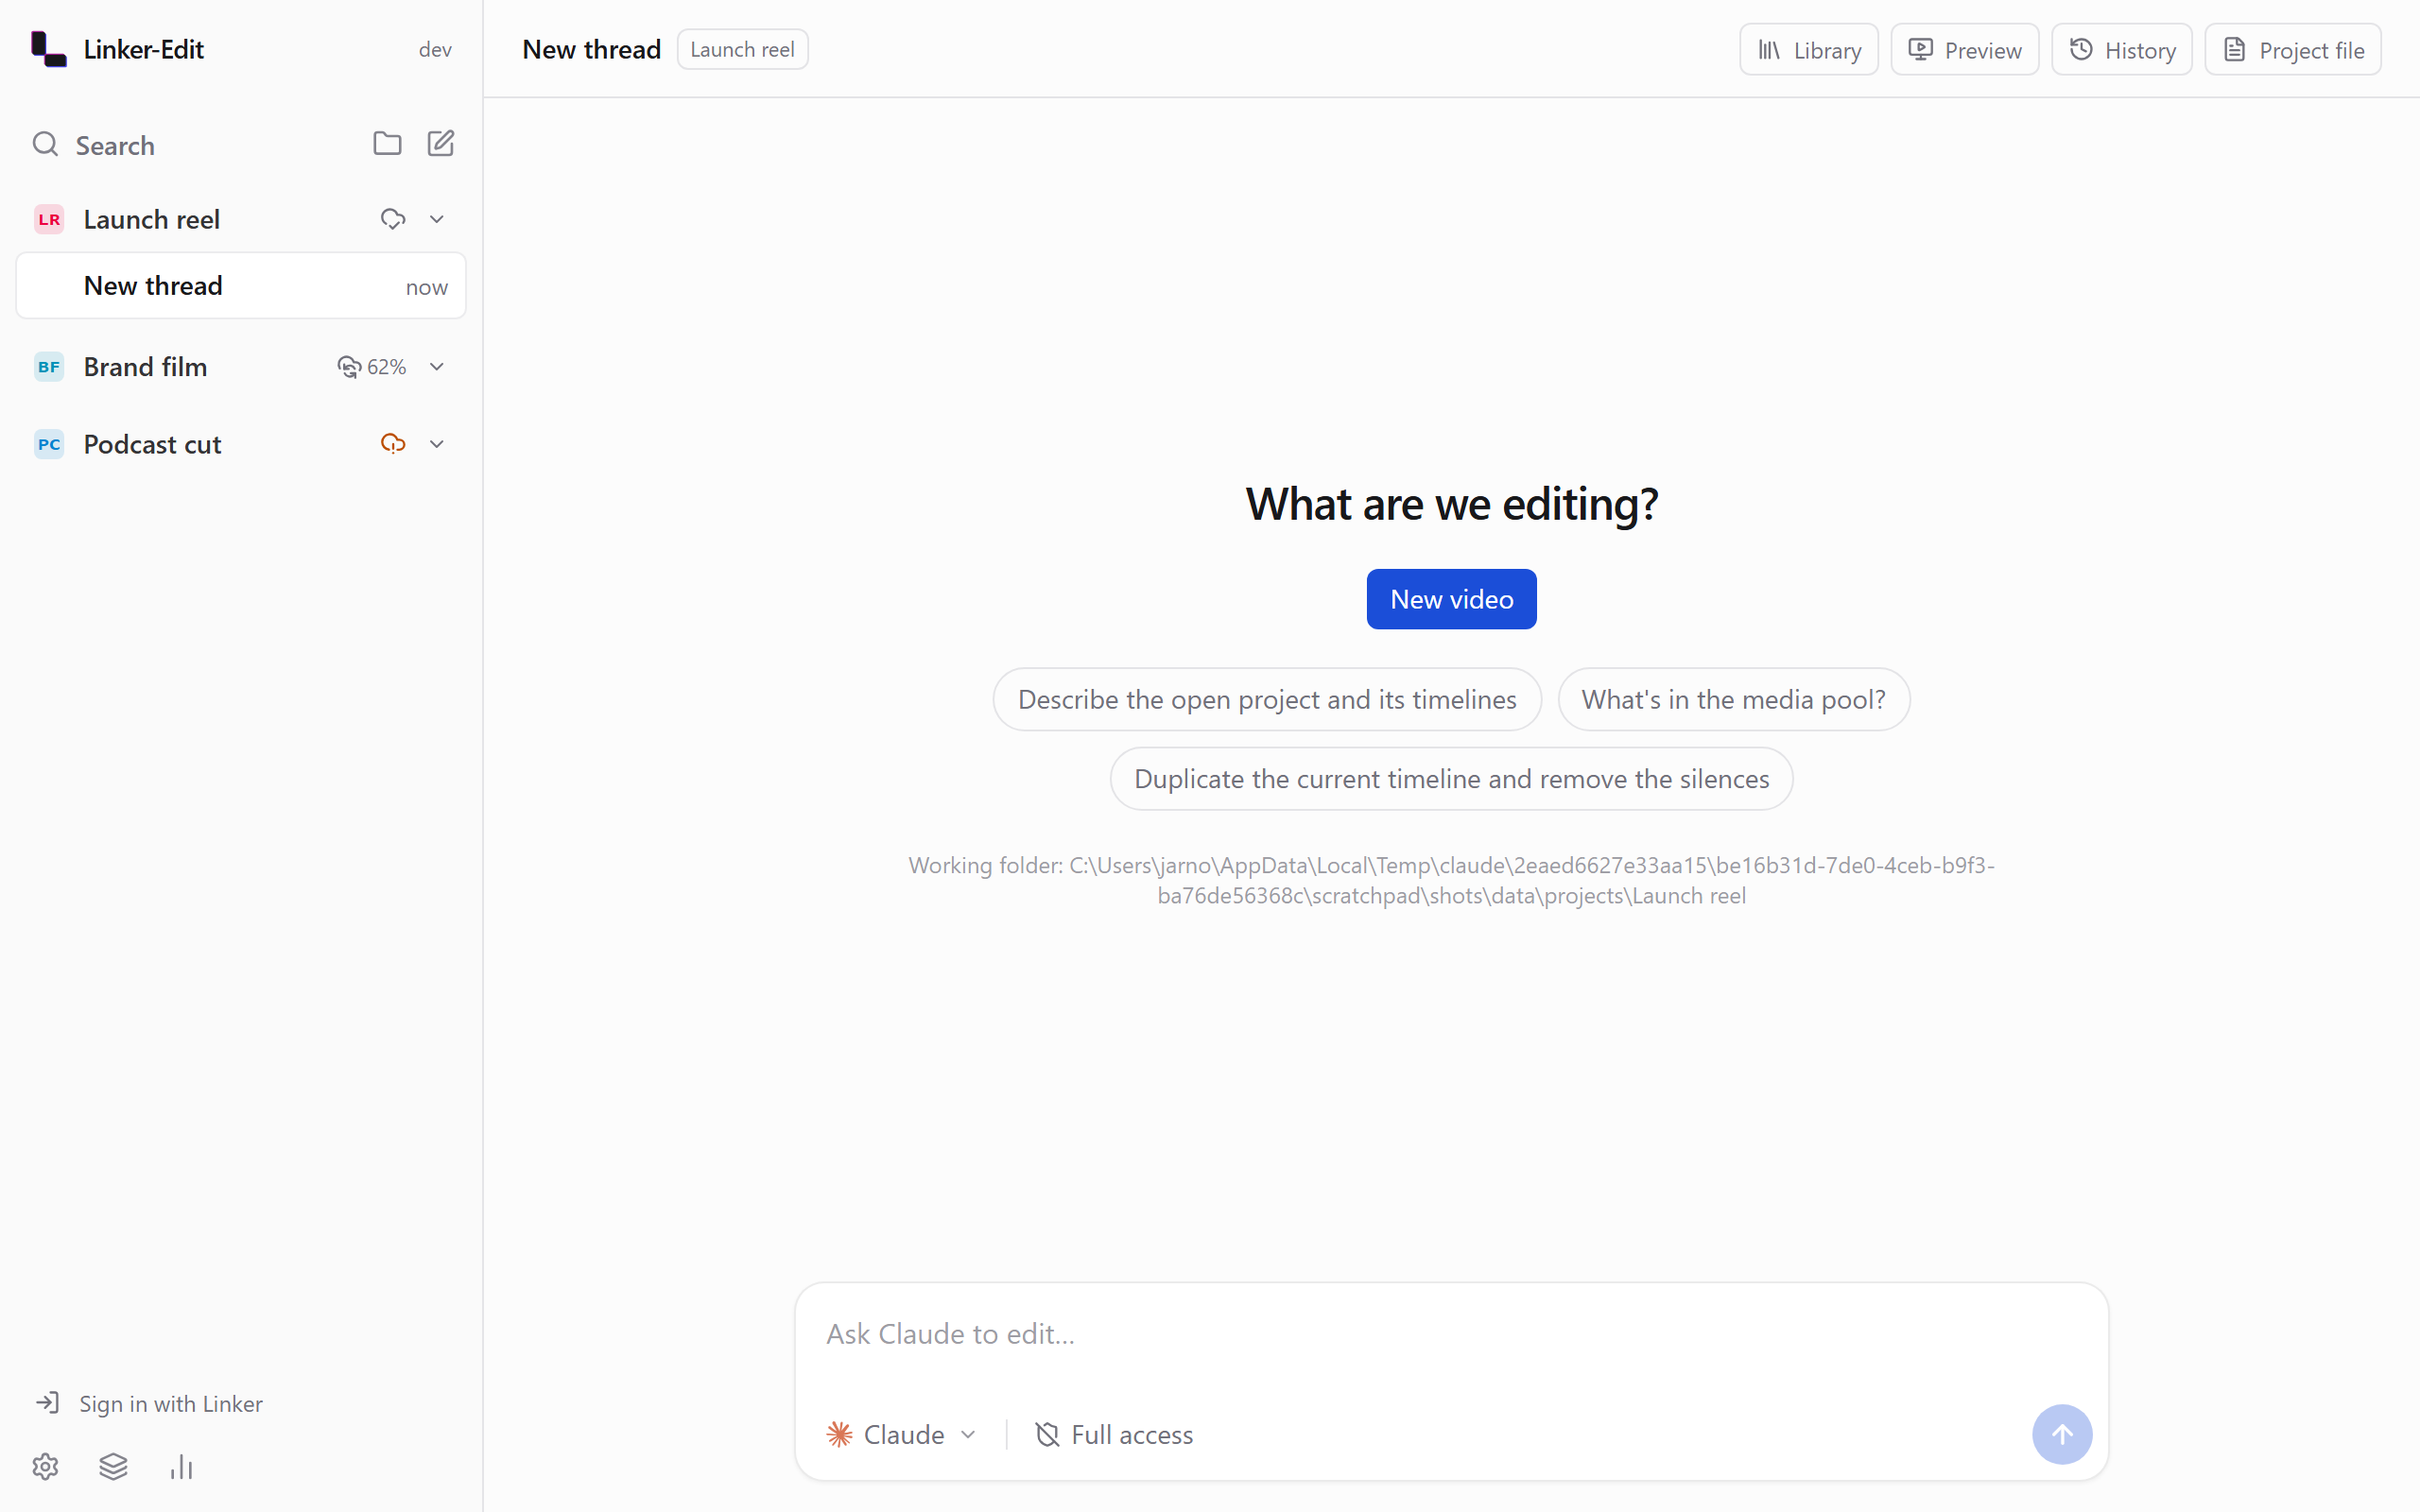 Linker-Edit
dev
New thread
Launch reel
Library
Preview
History
Project file
Search
LR
Launch reel
New thread
now
BF
Brand film
62%
PC
Podcast cut
What are we editing?
New video
Describe the open project and its timelines
What's in the media pool?
Duplicate the current timeline and remove the silences
Working folder: C:\Users\jarno\AppData\Local\Temp\claude\2eaed6627e33aa15\be16b31d-7de0-4ceb-b9f3-
ba76de56368c\scratchpad\shots\data\projects\Launch reel
Ask Claude to edit...
Claude
Full access
Sign in with Linker